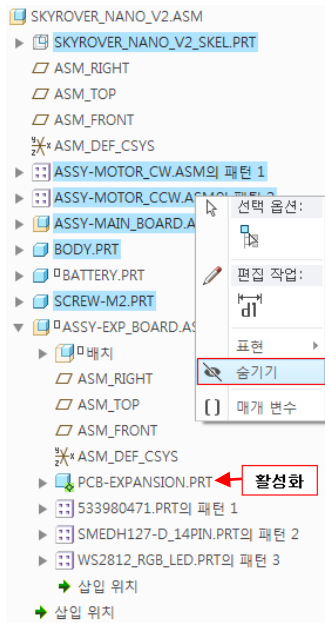 SKYROVER_NANO_V2.ASM
SKYROVER_NANO_V2_SKEL.PRT
ASM_RIGHT
ASM_TOP
ASM_FRONT
ASM_DEF_CSYS
ASSY-MOTOR_CW.ASM의 패턴 1
ASSY-MOTOR_CCW.ASM의 패턴 2
ASSY-MAIN_BOARD.A
BODY.PRT
BATTERY.PRT
SCREW-M2.PRT
ASSY-EXP_BOARD.AS
배치
ASM_RIGHT
ASM_TOP
ASM_FRONT
ASM_DEF_CSYS
PCB-EXPANSION.PRT
활성화
533980471.PRT의 패턴 1
SMEDH127-D_14PIN.PRT의 패턴 2
WS2812_RGB_LED.PRT의 패턴 3
삽입 위치
삽입 위치
선택 옵션:
편집 작업:
d1
표현
숨기기
매개 변수